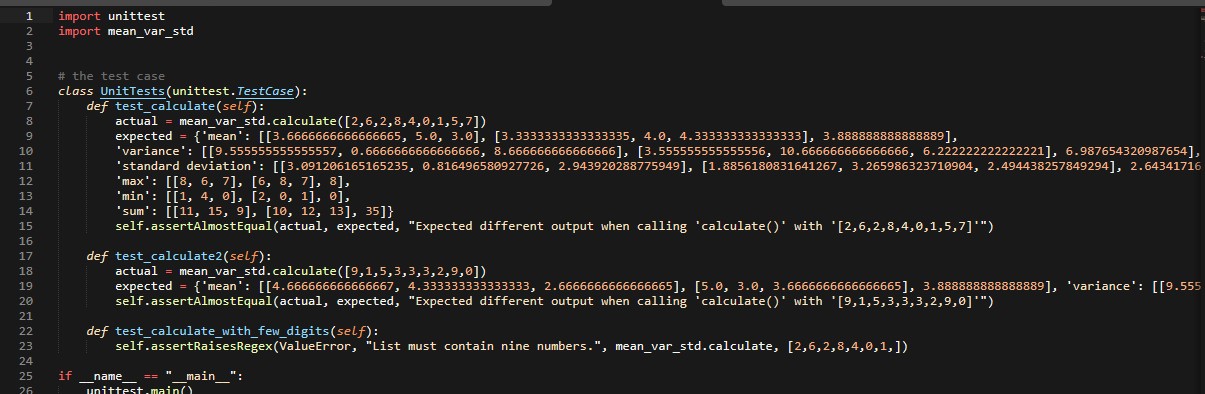 1 import unittest
2 import mean_var_std
3
4
5 # the test case
6 class UnitTests(unittest.TestCase):
7 def test_calculate(self):
8 actual = mean_var_std.calculate([2,6,2,8,4,0,1,5,7])
9 expected = {'mean': [[3.6666666666666665, 5.0, 3.0], [3.3333333333333335, 4.0, 4.333333333333333], 3.888888888888889],
10 'variance': [[9.555555555555557, 0.6666666666666666, 8.666666666666666], [3.555555555555556, 10.666666666666666, 6.222222222222221], 6.987654320987654],
11 'standard deviation': [[3.091206165165235, 0.816496580927726, 2.943920288775949], [1.8856180831641267, 3.265986323710904, 2.494438257849294], 2.64341716
12 'max': [[8, 6, 7], [6, 8, 7], 8],
13 'min': [[1, 4, 0], [2, 0, 1], 0],
14 'sum': [[11, 15, 9], [10, 12, 13], 35]}
15 self.assertAlmostEqual(actual, expected, "Expected different output when calling 'calculate()' with '[2,6,2,8,4,0,1,5,7]'")
16
17 def test_calculate2(self):
18 actual = mean_var_std.calculate([9,1,5,3,3,3,2,9,0])
19 expected = {'mean': [[4.666666666666667, 4.333333333333333, 2.6666666666666665], [5.0, 3.0, 3.6666666666666665], 3.888888888888889], 'variance': [[9.555
20 self.assertAlmostEqual(actual, expected, "Expected different output when calling 'calculate()' with '[9,1,5,3,3,3,2,9,0]'")
21
22 def test_calculate_with_few_digits(self):
23 self.assertRaisesRegex(ValueError, "List must contain nine numbers.", mean_var_std.calculate, [2,6,2,8,4,0,1,])
24
25 if __name__ == "__main__":
26 unittest.main()